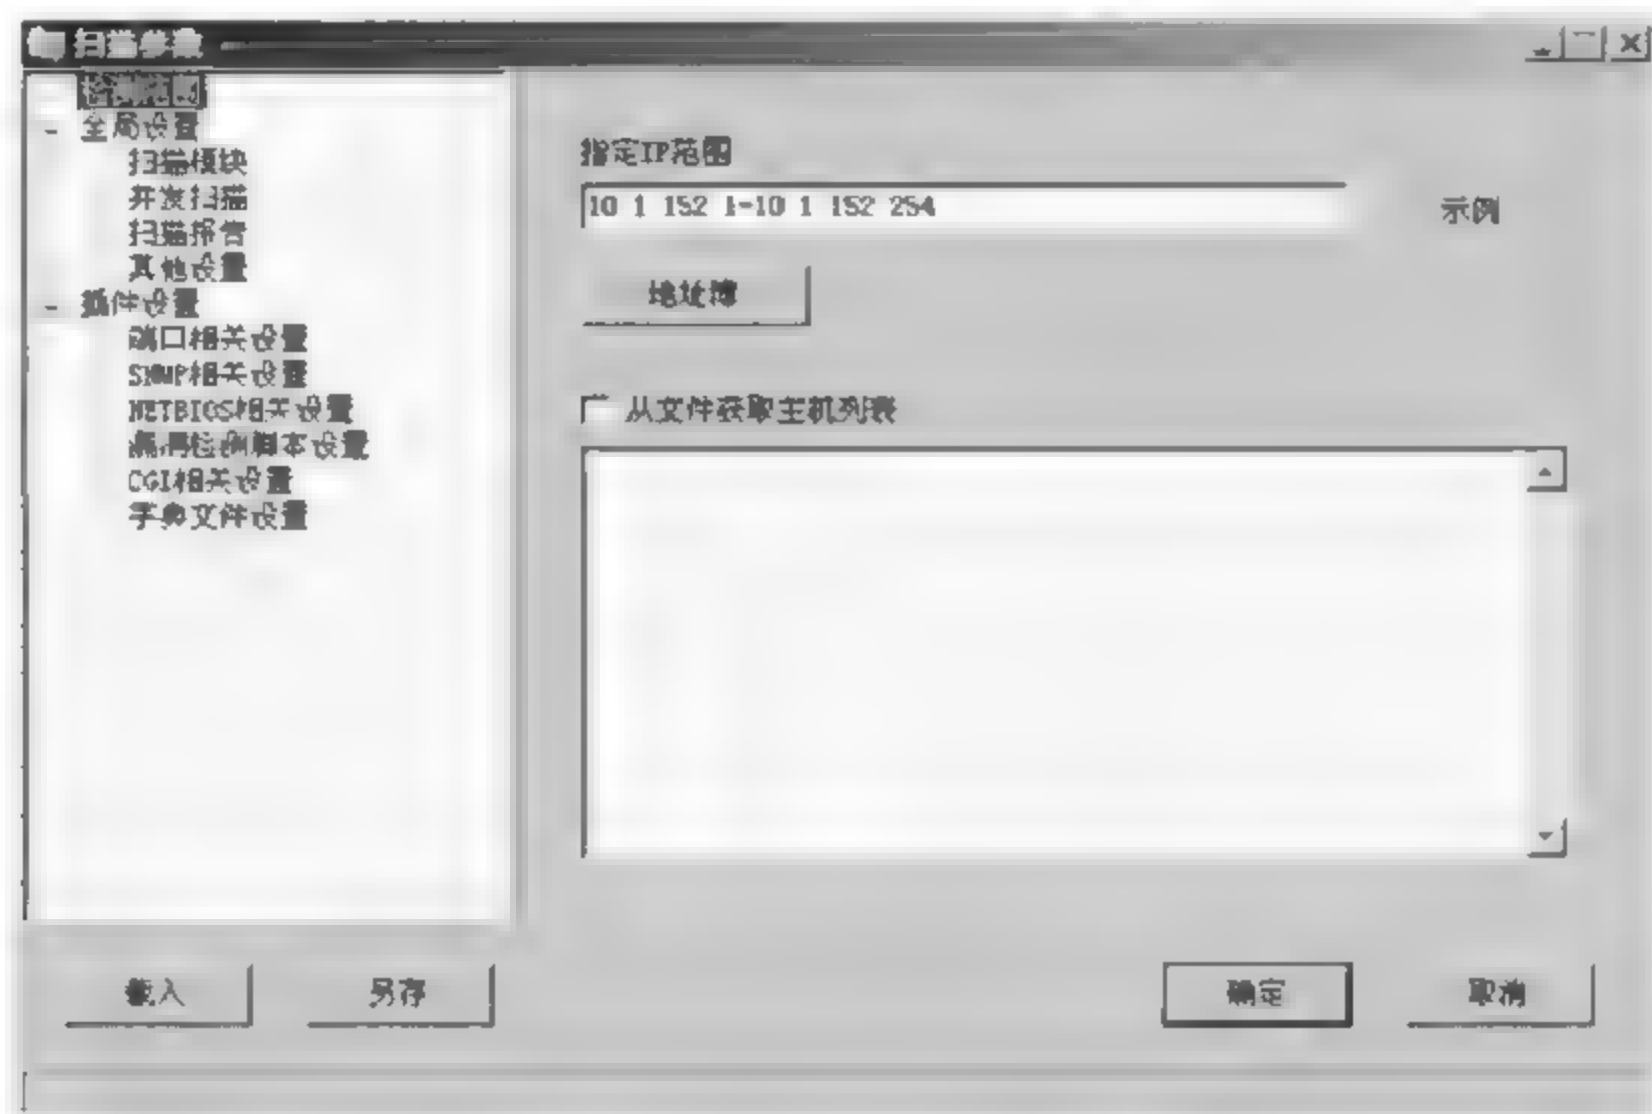 扫描参数
检测范围
全局设置
扫描模块
并发扫描
扫描报告
其他设置
插件设置
端口相关设置
SNMP相关设置
NETBIOS相关设置
漏洞检测脚本设置
CGI相关设置
字典文件设置
载入
另存
指定IP范围
10 1 152 1-10 1 152 254
示例
地址簿
从文件获取主机列表
确定
取消